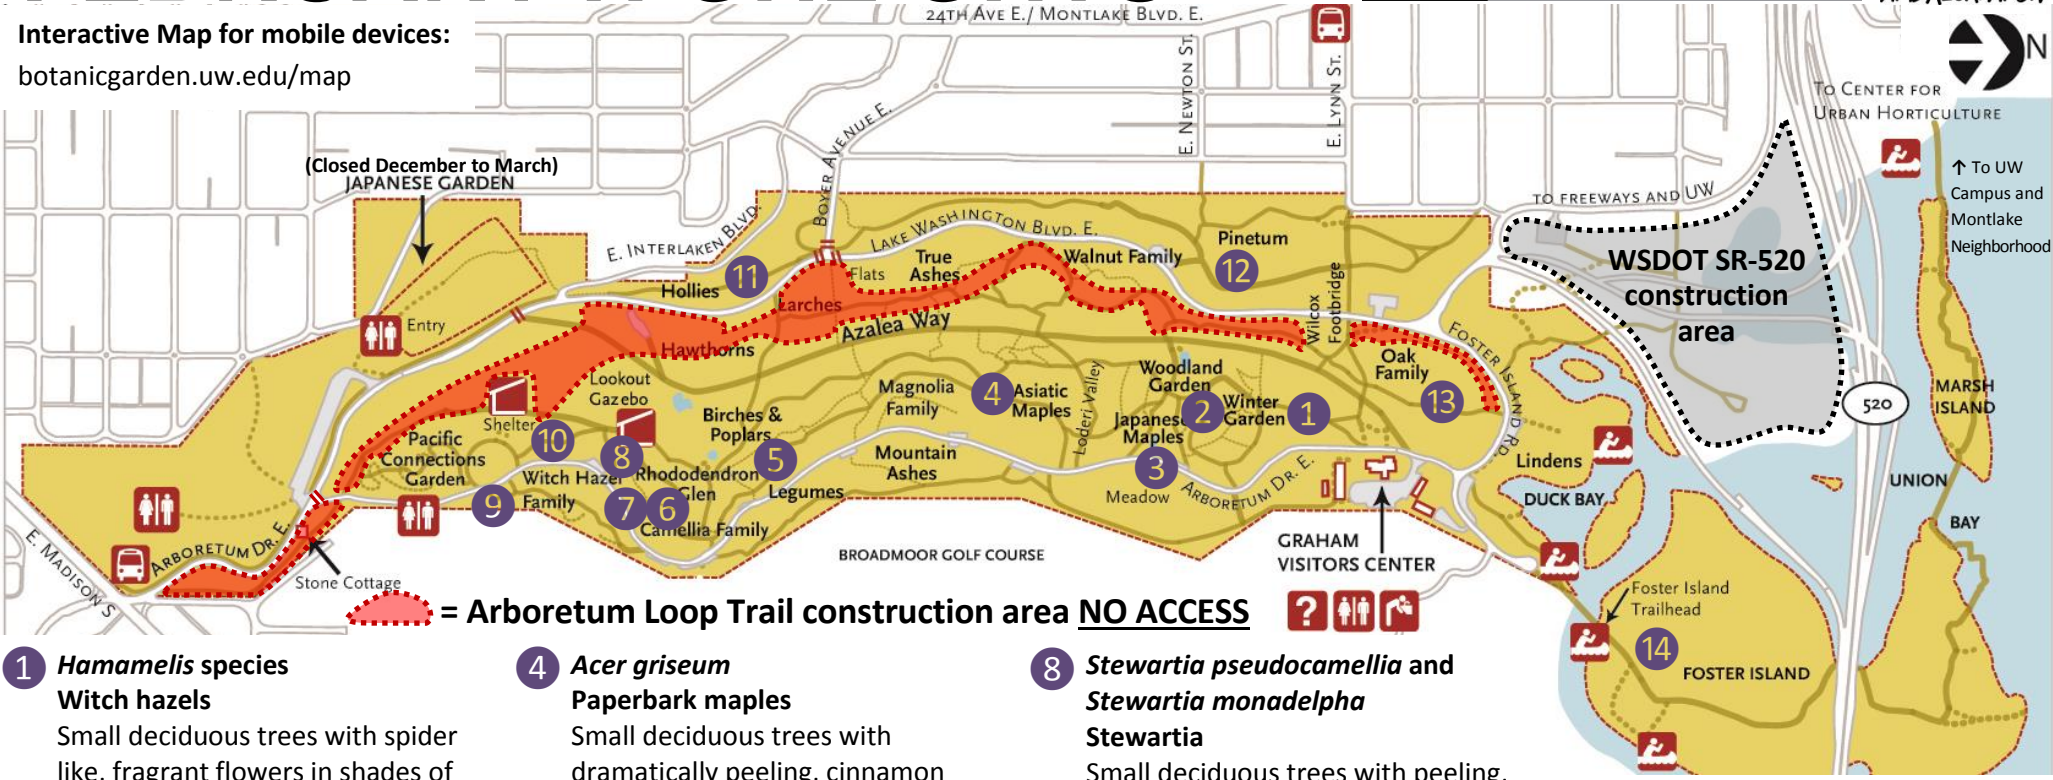 24TH AVE E./ MONTLAKE BLVD. E.
Interactive Map for mobile devices:
botanicgarden.uw.edu/map
N
E. NEWTON ST.
E. LYNN ST.
TO CENTER FOR
URBAN HORTICULTURE
↑ To UW
Campus and
Montlake
Neighborhood
(Closed December to March)
JAPANESE GARDEN
BOYER AVENUE E.
E. INTERLAKEN BLVD.
LAKE WASHINGTON BLVD. E.
TO FREEWAYS AND UW
WSDOT SR-520
construction
area
Pinetum
12
True
Ashes
Walnut Family
Flats
11
Hollies
Larches
Entry
Azalea Way
Hawthorns
Wilcox
Footbridge
FOSTER ISLAND RD.
Oak
Family
13
520
MARSH
ISLAND
Lookout
Gazebo
Shelter
Magnolia
Family
4
Asiatic
Maples
Loderi Valley
Woodland
Garden
Japanese
Maples
2
Winter
Garden
1
3
Birches &
Poplars
5
Pacific
Connections
Garden
10
8
Witch Hazel
Family
9
Rhododendron
Glen
7
6
Legumes
Camellia Family
Mountain
Ashes
Meadow
ARBORETUM DR. E.
Lindens
DUCK BAY
UNION
BAY
ARBORETUM DR. E.
E. MADISON S
Stone Cottage
BROADMOOR GOLF COURSE
GRAHAM
VISITORS CENTER
?
Foster Island
Trailhead
14
FOSTER ISLAND
= Arboretum Loop Trail construction area NO ACCESS
1 Hamamelis species
Witch hazels
Small deciduous trees with spider
like, fragrant flowers in shades of
4 Acer griseum
Paperbark maples
Small deciduous trees with
dramatically peeling, cinnamon
8 Stewartia pseudocamellia and
Stewartia monadelpha
Stewartia
Small deciduous trees with peeling,